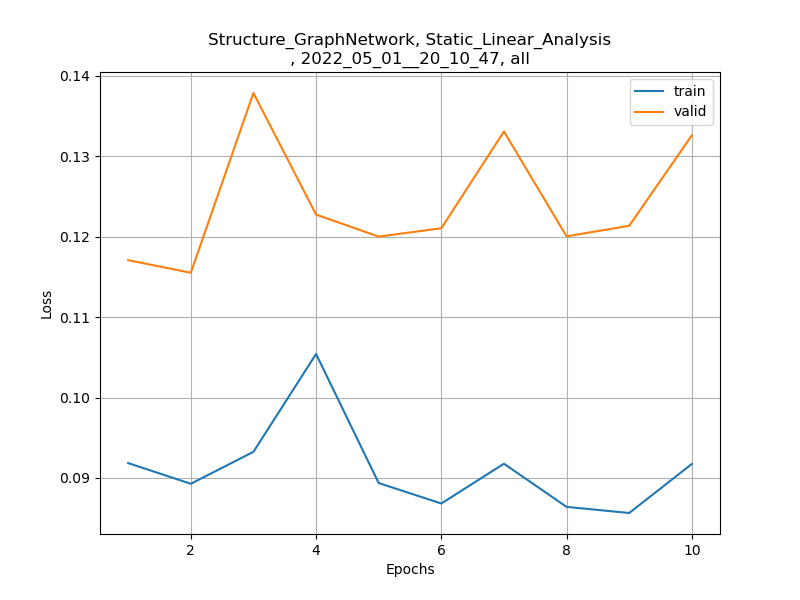 Structure_GraphNetwork, Static_Linear_Analysis
, 2022_05_01__20_10_47, all
train
valid
0.14
0.13
0.12
0.11
0.10
0.09
Loss
2
4
6
8
10
Epochs